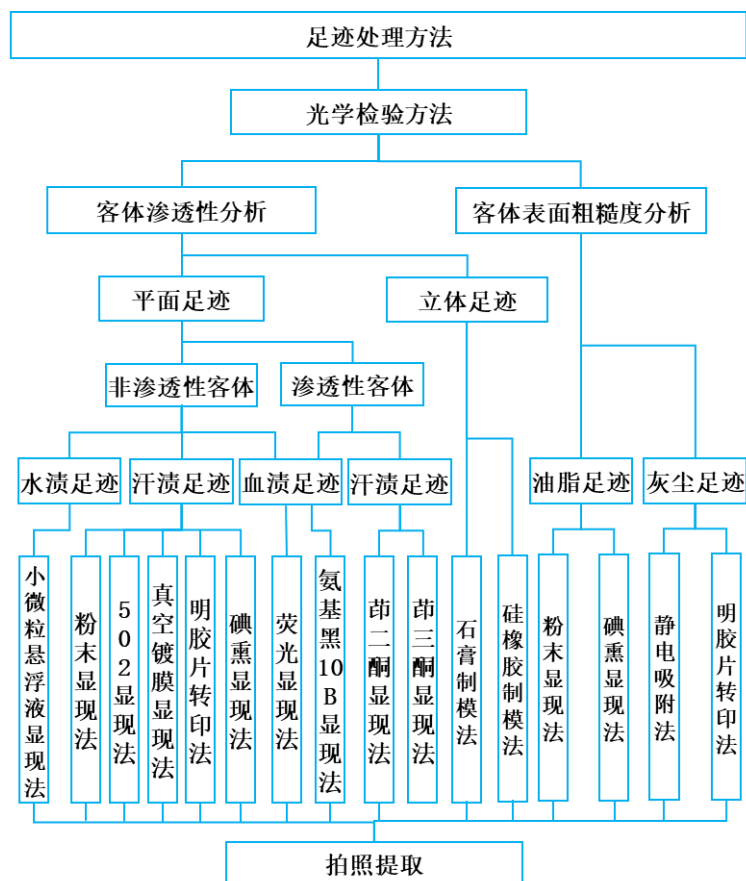 足迹处理方法
光学检验方法
客体渗透性分析
客体表面粗糙度分析
平面足迹
立体足迹
非渗透性客体
渗透性客体
水渍足迹
汗渍足迹
血渍足迹
汗渍足迹
油脂足迹
灰尘足迹
小微粒悬浮液显现法
粉末显现法
502显现法
真空镀膜显现法
明胶片转印法
碘熏显现法
荧光显现法
氨基黑10B显现法
茚二酮显现法
茚三酮显现法
石膏制模法
硅橡胶制模法
粉末显现法
碘熏显现法
静电吸附法
明胶片转印法
拍照提取